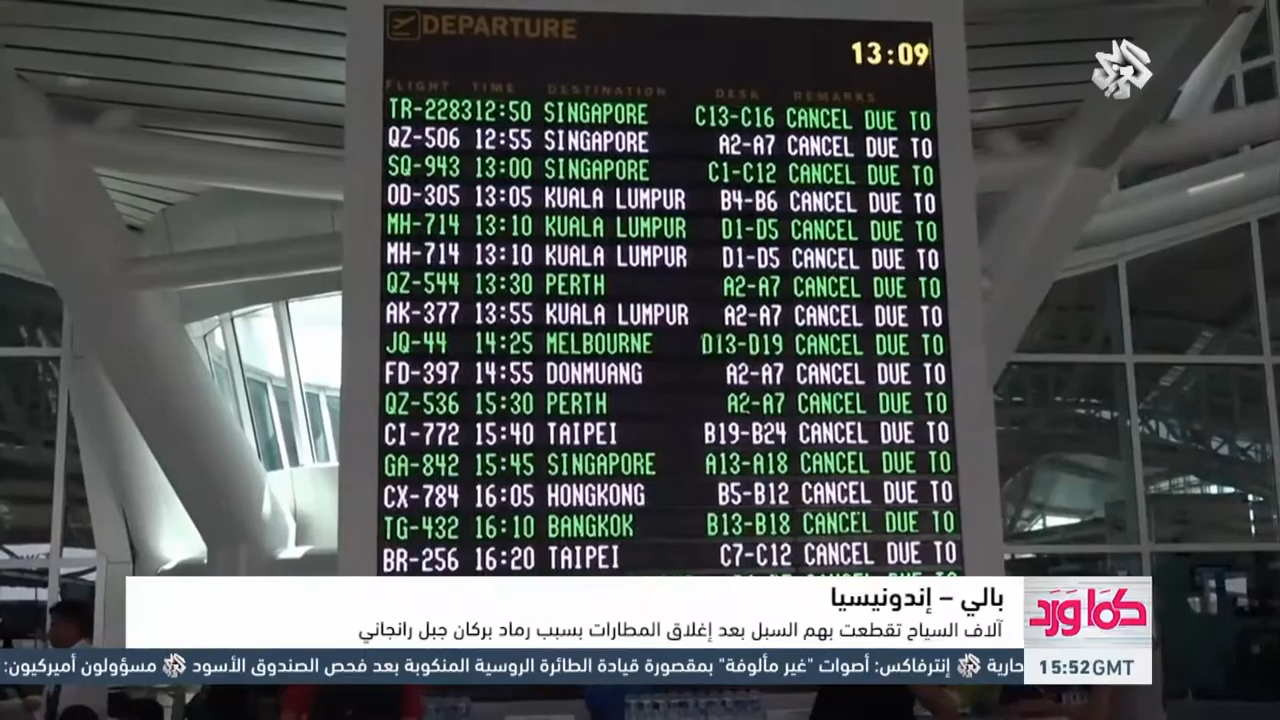 DEPARTURE
13:09
FLIGHT TIME DESTINATION DESK REMARKS
TR-2283 12:50 SINGAPORE C13-C16 CANCEL DUE TO
QZ-506 12:55 SINGAPORE A2-A7 CANCEL DUE TO
SQ-943 13:00 SINGAPORE C1-C12 CANCEL DUE TO
OD-305 13:05 KUALA LUMPUR B4-B6 CANCEL DUE TO
MH-714 13:10 KUALA LUMPUR D1-D5 CANCEL DUE TO
MH-714 13:10 KUALA LUMPUR D1-D5 CANCEL DUE TO
QZ-544 13:30 PERTH A2-A7 CANCEL DUE TO
AK-377 13:55 KUALA LUMPUR A2-A7 CANCEL DUE TO
JQ-44 14:25 MELBOURNE D13-D19 CANCEL DUE TO
FD-397 14:55 DONMUANG A2-A7 CANCEL DUE TO
QZ-536 15:30 PERTH A2-A7 CANCEL DUE TO
CI-772 15:40 TAIPEI B19-B24 CANCEL DUE TO
GA-842 15:45 SINGAPORE A13-A18 CANCEL DUE TO
CX-784 16:05 HONGKONG B5-B12 CANCEL DUE TO
TG-432 16:10 BANGKOK B13-B18 CANCEL DUE TO
BR-256 16:20 TAIPEI C7-C12 CANCEL DUE TO
كما وَرَد
بالي – إندونيسيا
آلاف السياح تقطعت بهم السبل بعد إغلاق المطارات بسبب رماد بركان جبل رانجاني
15:52GMT
حارية إنترفاكس: أصوات "غير مألوفة" بمقصورة قيادة الطائرة الروسية المنكوبة بعد فحص الصندوق الأسود مسؤولون أميركيون: